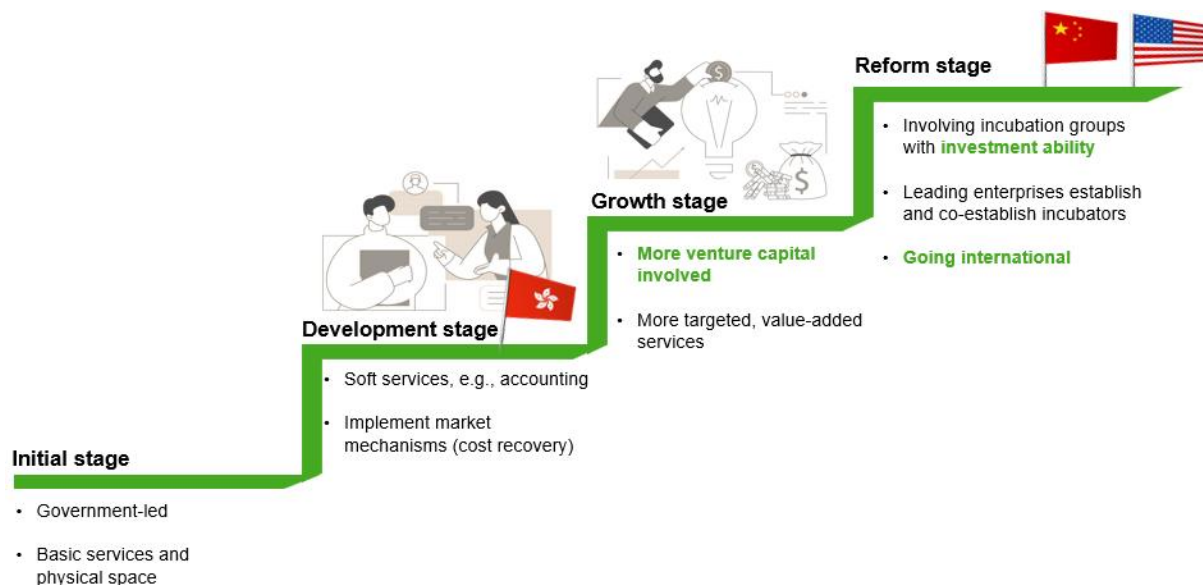 Initial stage
• Government-led
• Basic services and
physical space
Development stage
• Soft services, e.g., accounting
• Implement market
mechanisms (cost recovery)
Growth stage
• More venture capital
involved
• More targeted, value-added
services
Reform stage
• Involving incubation groups
with investment ability
• Leading enterprises establish
and co-establish incubators
• Going international
$
$